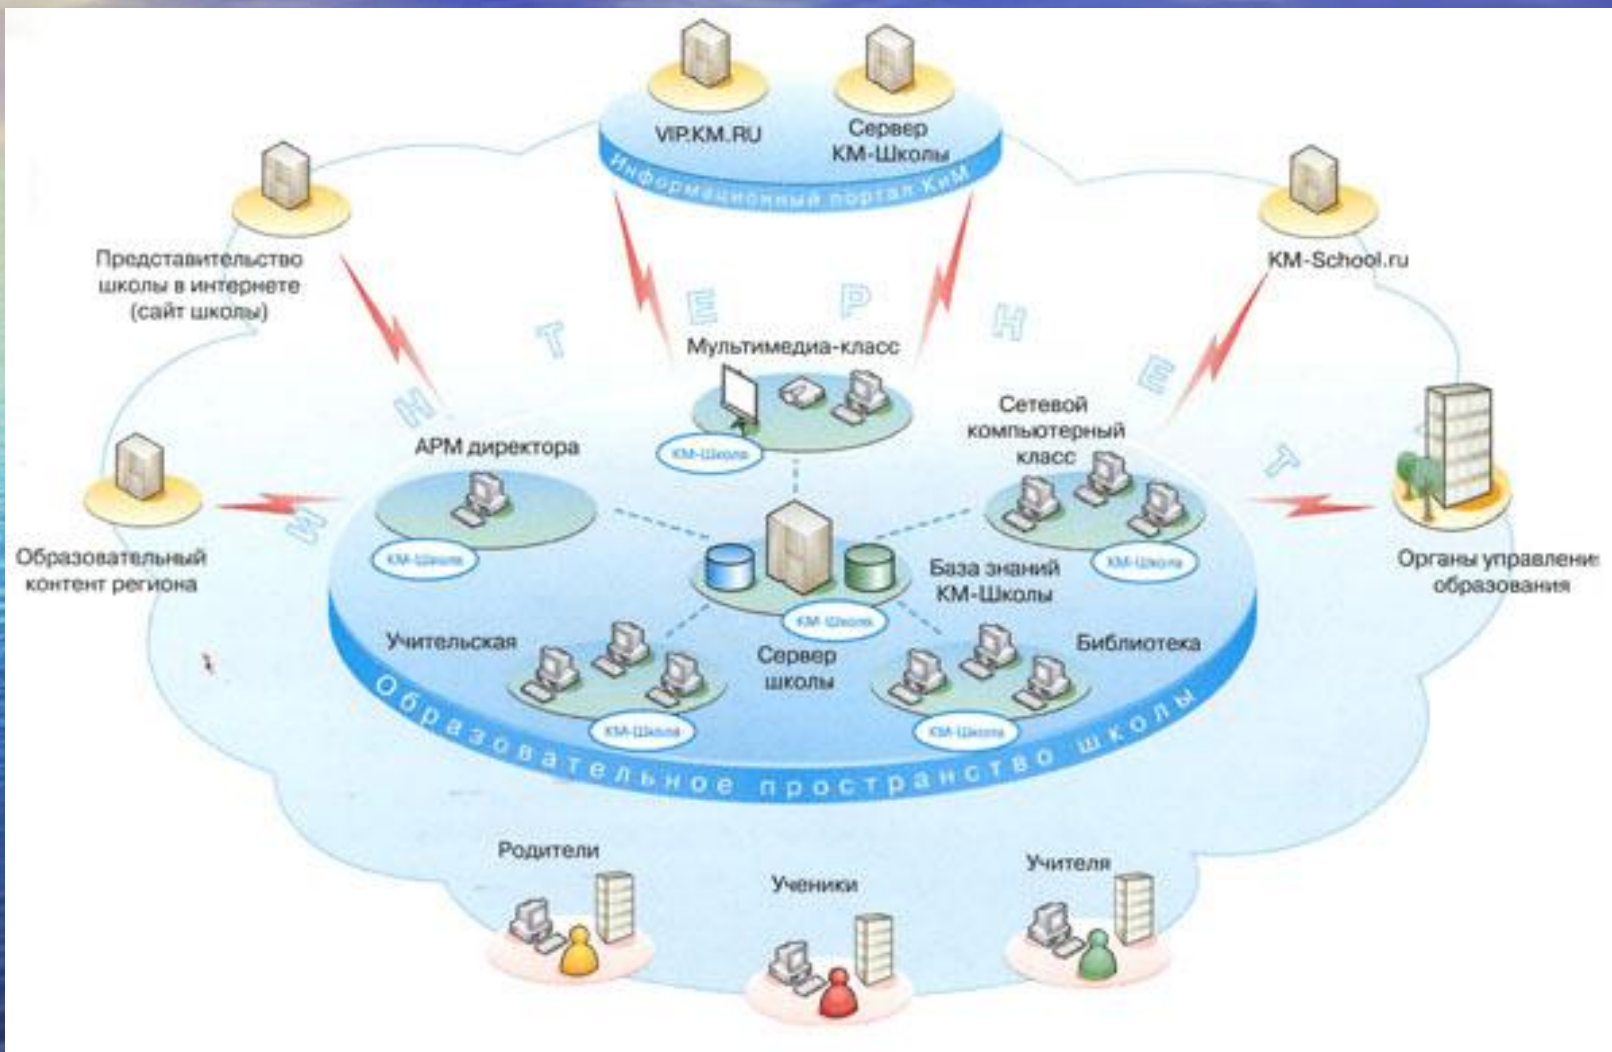 VIP.KM.RU
Сервер
КМ-Школы
Информационный портал КиМ
Представительство
школы в интернете
(сайт школы)
KM-School.ru
ИНТЕРНЕТ
Мультимедиа-класс
КМ-Школа
Сетевой
компьютерный
класс
КМ-Школа
АРМ директора
КМ-Школа
Образовательный
контент региона
Органы управлени
образования
База знаний
КМ-Школы
КМ-Школа
Сервер
школы
Учительская
КМ-Школа
Библиотека
КМ-Школа
Образовательное пространство школы
Родители
Ученики
Учителя